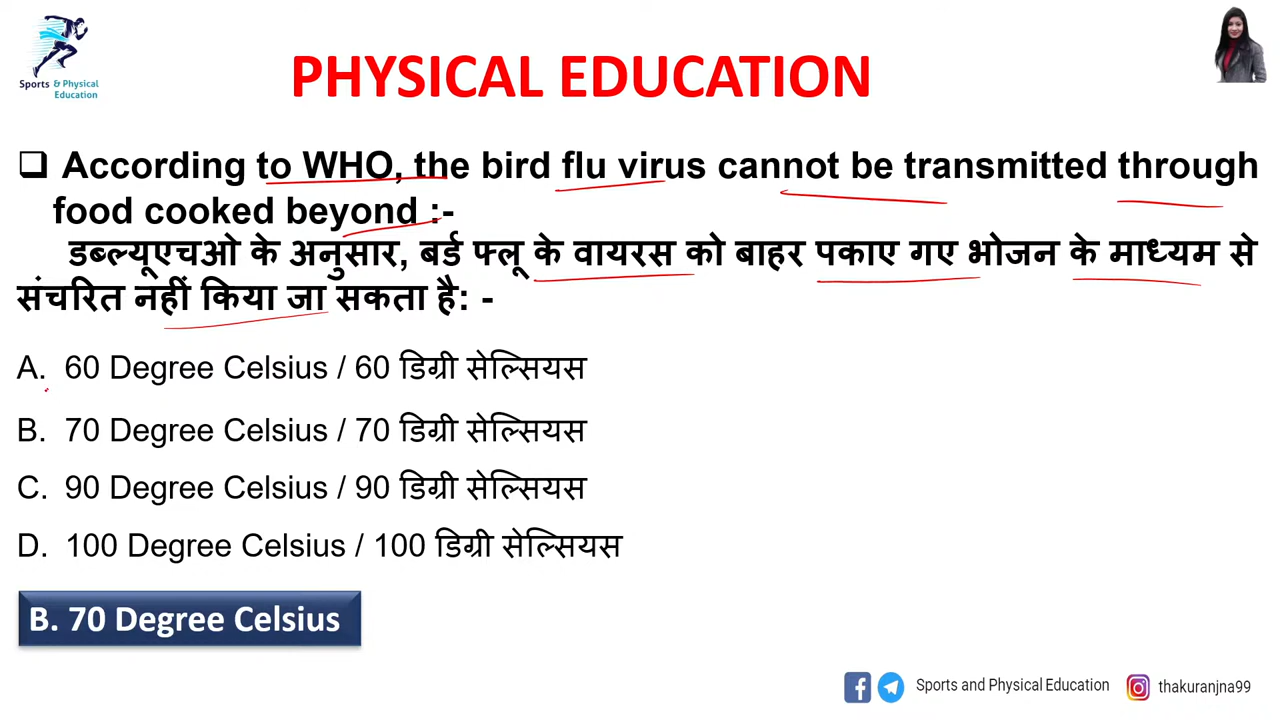 Sports & Physical
Education
PHYSICAL EDUCATION
❑ According to WHO, the bird flu virus cannot be transmitted through
food cooked beyond :-
डब्ल्यूएचओ के अनुसार, बर्ड फ्लू के वायरस को बाहर पकाए गए भोजन के माध्यम से
संचरित नहीं किया जा सकता है: -
A. 60 Degree Celsius / 60 डिग्री सेल्सियस
B. 70 Degree Celsius / 70 डिग्री सेल्सियस
C. 90 Degree Celsius / 90 डिग्री सेल्सियस
D. 100 Degree Celsius / 100 डिग्री सेल्सियस
B. 70 Degree Celsius
Sports and Physical Education thakuranjna99